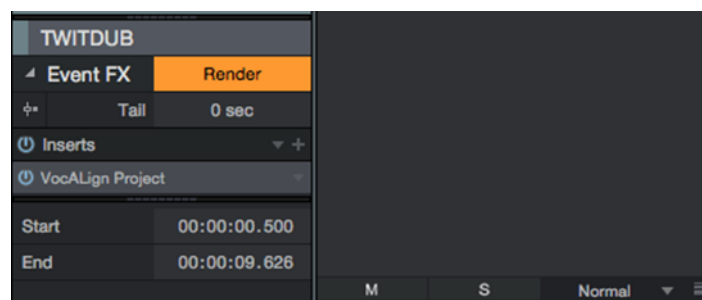 TWITDUB
Event FX Render
Tail 0 sec
Inserts
VocALign Project
Start 00:00:00.500
End 00:00:09.626
M S Normal